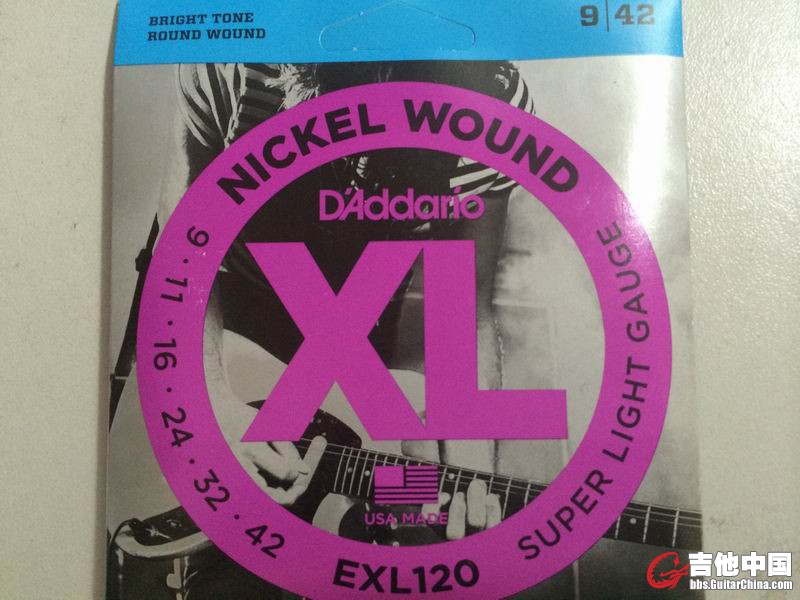 BRIGHT TONE
ROUND WOUND
9|42
NICKEL WOUND
D'Addario
XL
9 · 11 · 16 · 24 · 32 · 42
SUPER LIGHT GAUGE
USA MADE
EXL120
吉他中国
bbs.GuitarChina.com